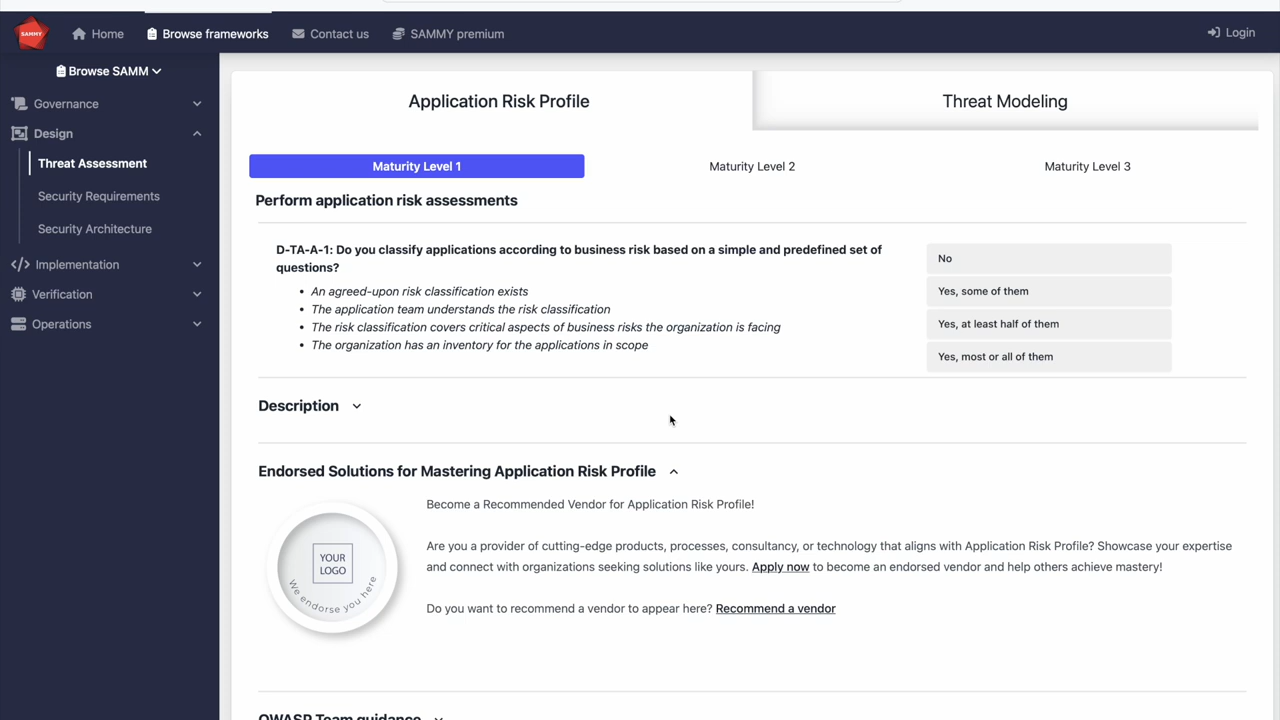 SAMMY
Home
Browse frameworks
Contact us
SAMMY premium
Login
Browse SAMM
Governance
Design
Threat Assessment
Security Requirements
Security Architecture
Implementation
Verification
Operations
Application Risk Profile
Threat Modeling
Maturity Level 1
Maturity Level 2
Maturity Level 3
Perform application risk assessments
D-TA-A-1: Do you classify applications according to business risk based on a simple and predefined set of
questions?
• An agreed-upon risk classification exists
• The application team understands the risk classification
• The risk classification covers critical aspects of business risks the organization is facing
• The organization has an inventory for the applications in scope
No
Yes, some of them
Yes, at least half of them
Yes, most or all of them
Description
Endorsed Solutions for Mastering Application Risk Profile
YOUR
LOGO
We endorse you here
Become a Recommended Vendor for Application Risk Profile!
Are you a provider of cutting-edge products, processes, consultancy, or technology that aligns with Application Risk Profile? Showcase your expertise
and connect with organizations seeking solutions like yours. Apply now to become an endorsed vendor and help others achieve mastery!
Do you want to recommend a vendor to appear here? Recommend a vendor
OWASP Team guidance